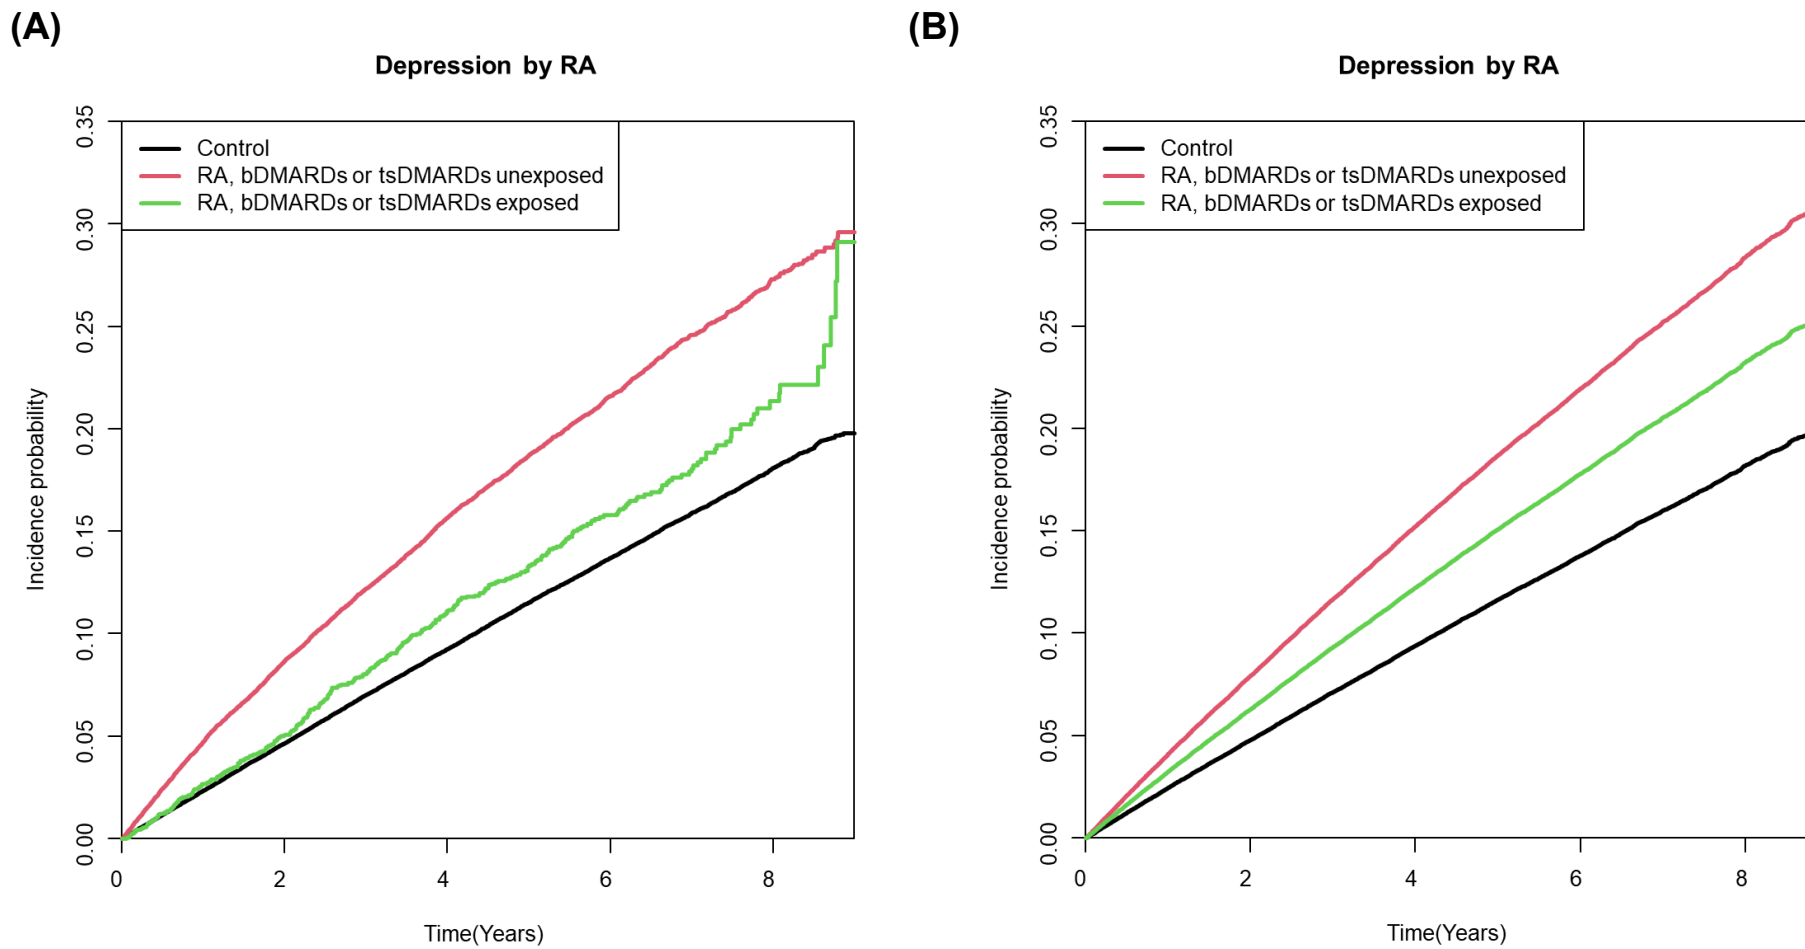 (A)
Depression by RA
Control
RA, bDMARDs or tsDMARDs unexposed
RA, bDMARDs or tsDMARDs exposed
Incidence probability
0.35
0.30
0.25
0.20
0.15
0.10
0.05
0.00
0 2 4 6 8
Time(Years)
(B)
Depression by RA
Control
RA, bDMARDs or tsDMARDs unexposed
RA, bDMARDs or tsDMARDs exposed
Incidence probability
0.35
0.30
0.25
0.20
0.15
0.10
0.05
0.00
0 2 4 6 8
Time(Years)